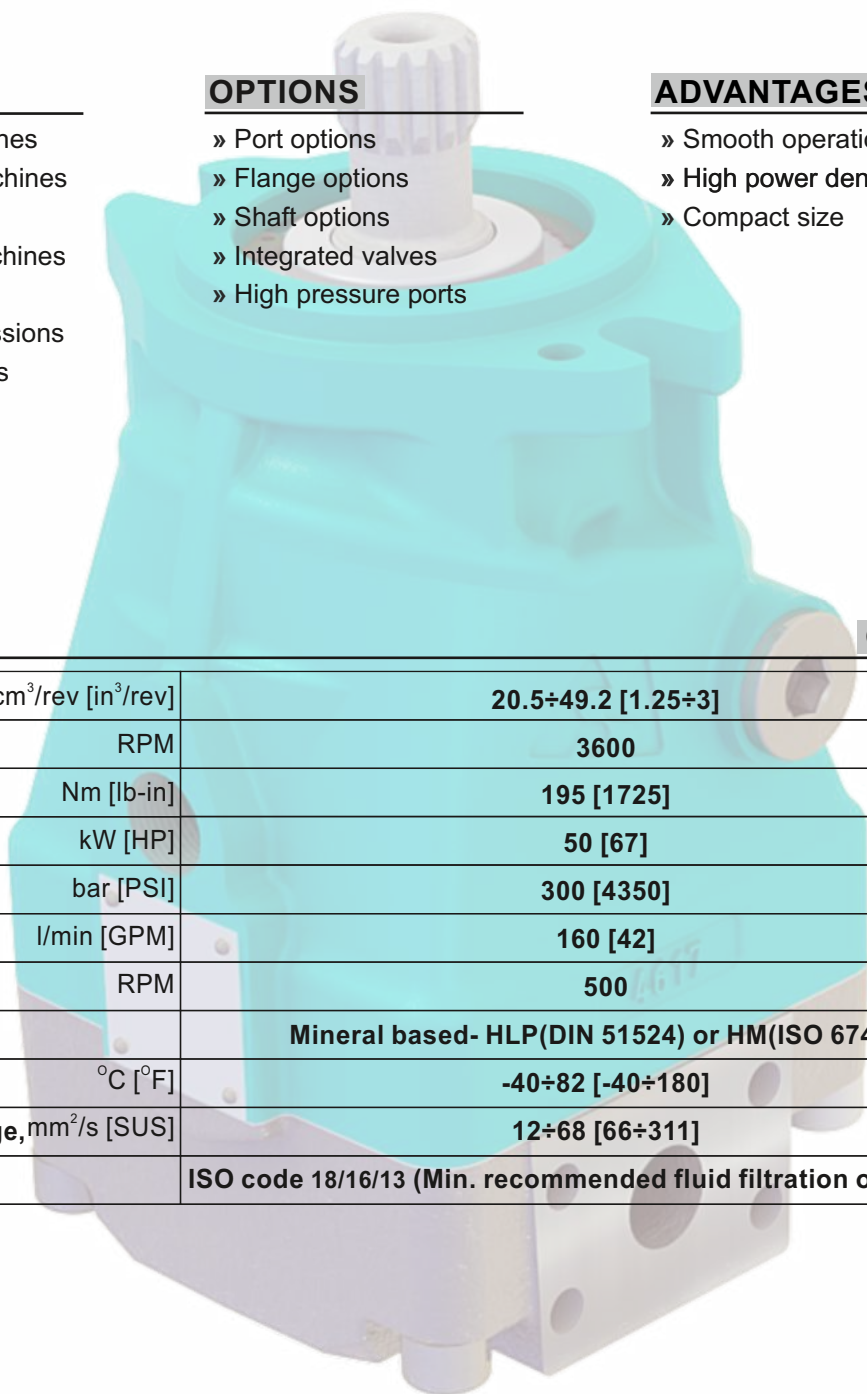 OPTIONS
» Port options
» Flange options
» Shaft options
» Integrated valves
» High pressure ports
ADVANTAGES
» Smooth operatio
» High power den
» Compact size
nes
chines
chines
ssions
s
cm³/rev [in³/rev] 20.5÷49.2 [1.25÷3]
RPM 3600
Nm [lb-in] 195 [1725]
kW [HP] 50 [67]
bar [PSI] 300 [4350]
l/min [GPM] 160 [42]
RPM 500
Mineral based- HLP(DIN 51524) or HM(ISO 674
°C [°F] -40÷82 [-40÷180]
ge, mm²/s [SUS] 12÷68 [66÷311]
ISO code 18/16/13 (Min. recommended fluid filtration o